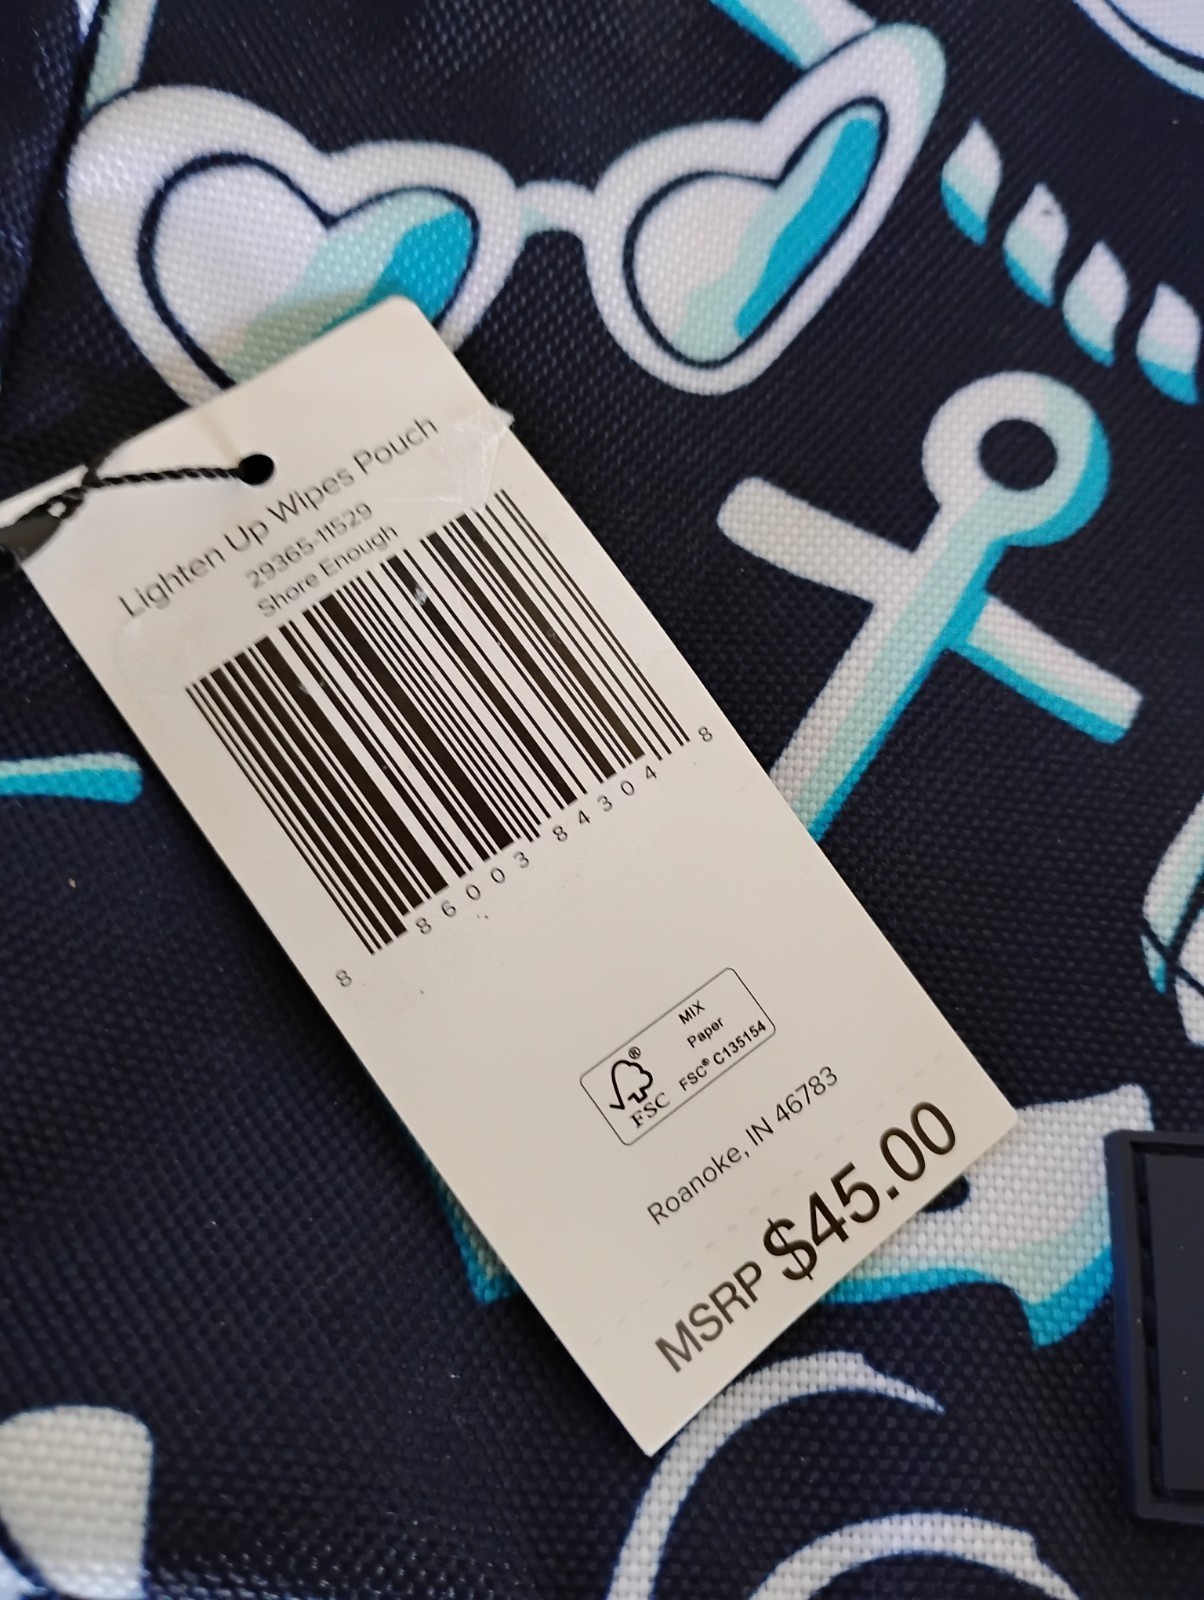 Lighten Up Wipes Pouch
29365-11529
Shore Enough
8 86003 84304 8
MIX
Paper
FSC® C135154
®
FSC
Roanoke, IN 46783
MSRP $45.00